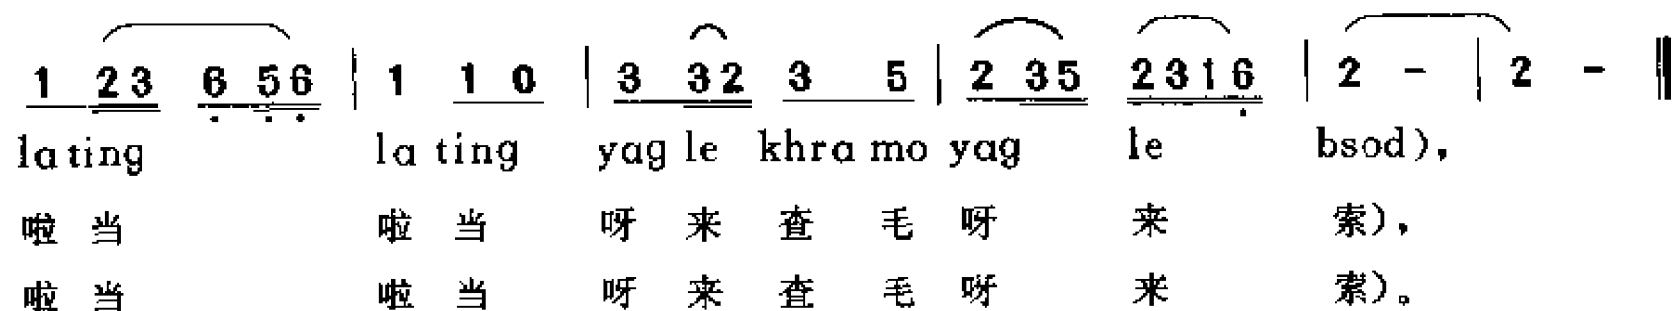 1 23 6 56 | 1 1 0 | 3 32 3 5 | 2 35 2316 | 2 - | 2 - ‖
la ting la ting yag le khra mo yag le bsod),
啦 当 啦 当 呀 来 查 毛 呀 来 索),
啦 当 啦 当 呀 来 查 毛 呀 来 索)。